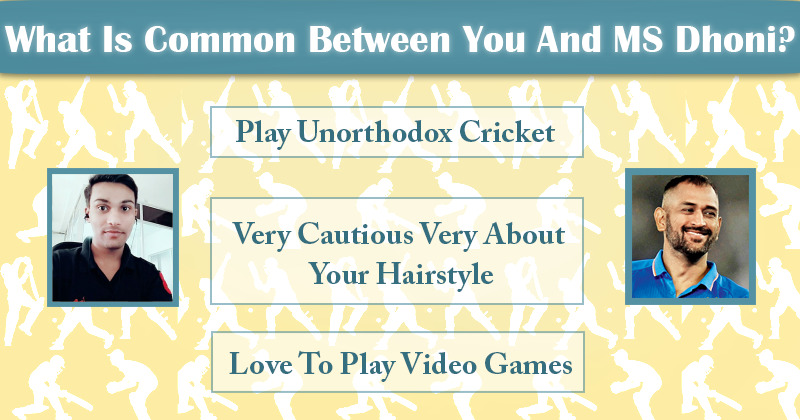 What Is Common Between You And MS Dhoni?
Play Unorthodox Cricket
Very Cautious Very About
Your Hairstyle
Love To Play Video Games